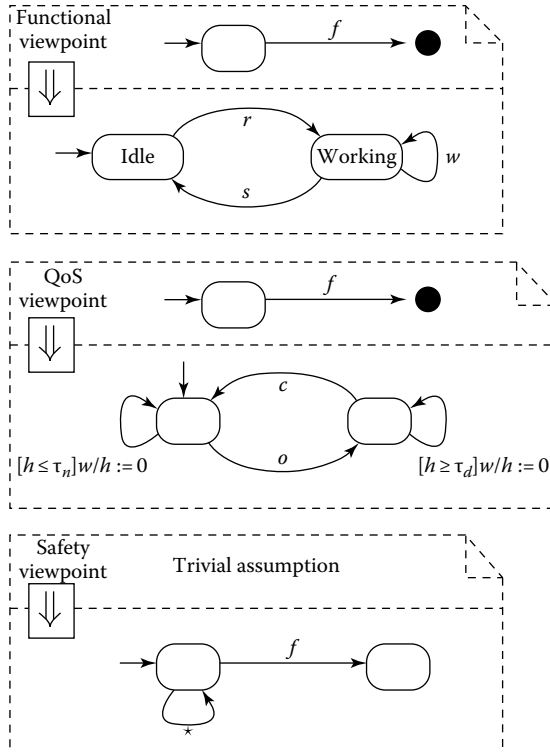 Functional
viewpoint
f
⇓
r
Idle
Working
w
s
QoS
viewpoint
f
⇓
c
o
[h ≤ τn]w/h := 0
[h ≥ τd]w/h := 0
Safety
viewpoint
Trivial assumption
⇓
f
⋆